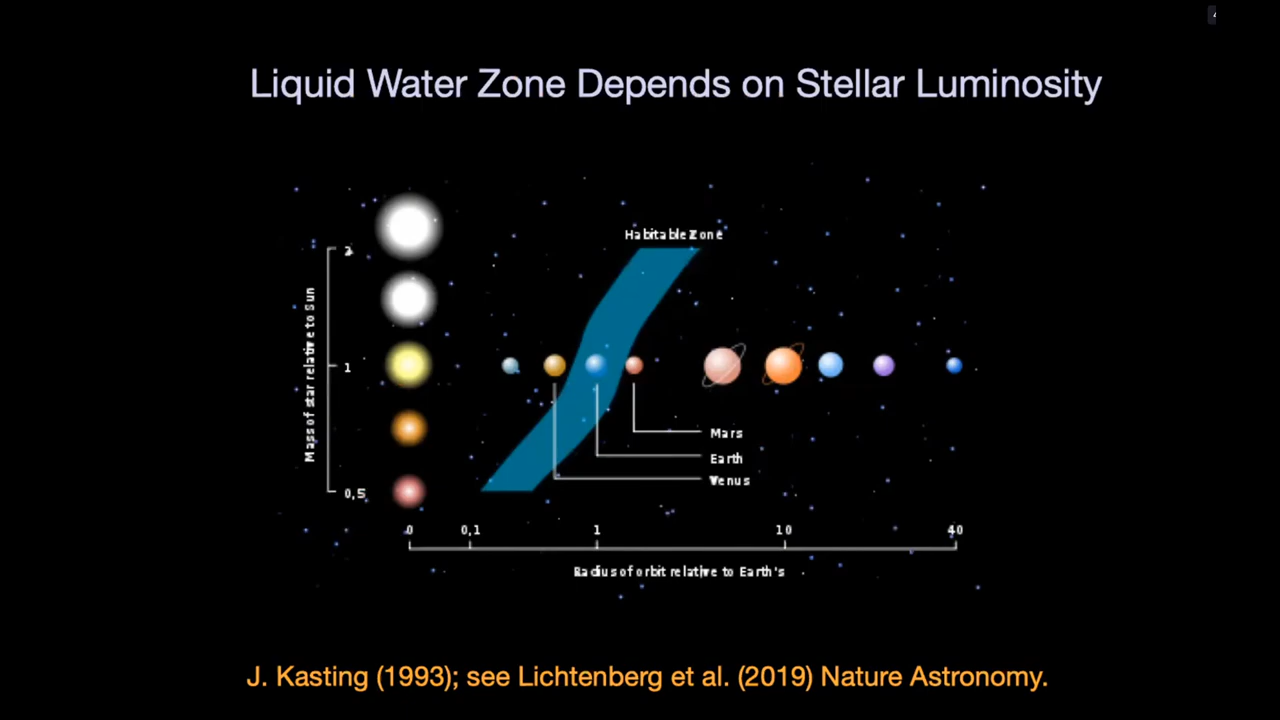 Liquid Water Zone Depends on Stellar Luminosity
Habitable Zone
2
Mass of star relative to Sun
1
Mars
Earth
Venus
0,5
0 0,1 1 10 40
Radius of orbit relative to Earth's
J. Kasting (1993); see Lichtenberg et al. (2019) Nature Astronomy.